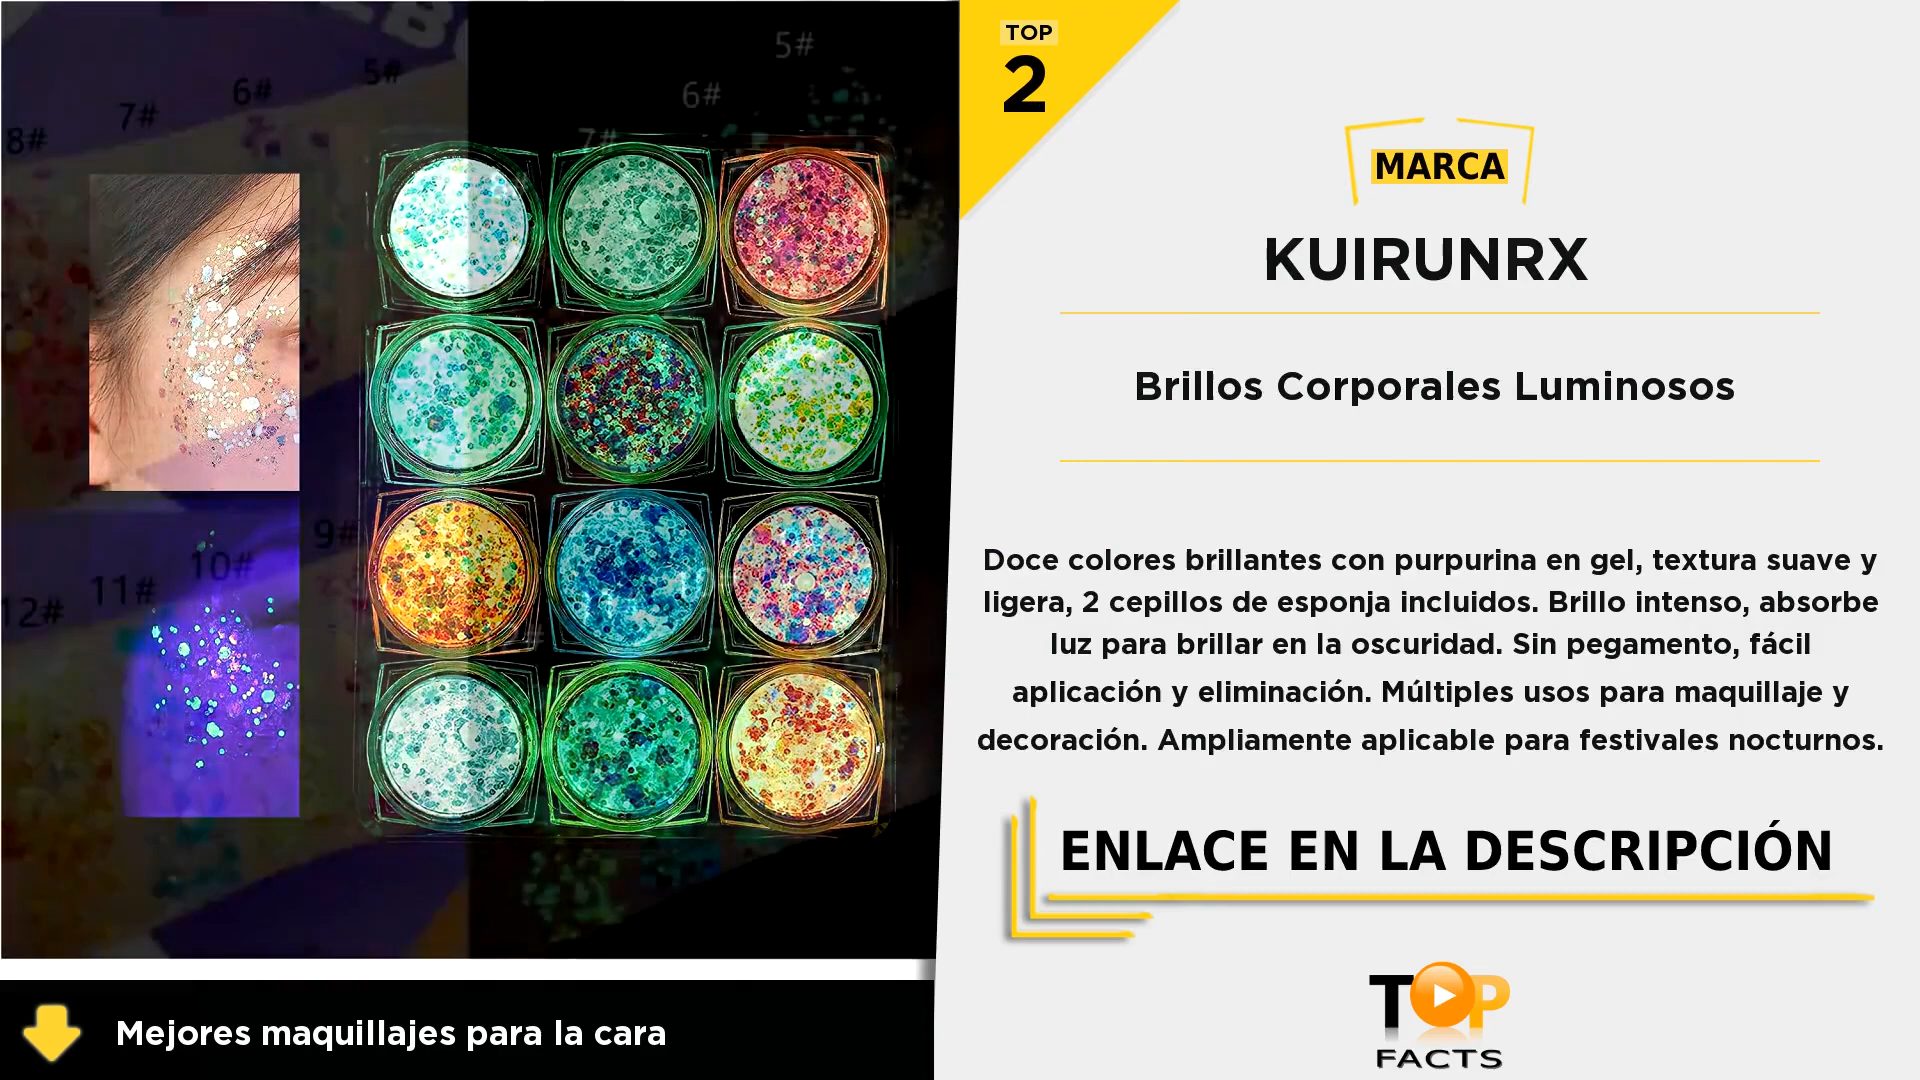 TOP
2
MARCA
KUIRUNRX
Brillos Corporales Luminosos
Doce colores brillantes con purpurina en gel, textura suave y
ligera, 2 cepillos de esponja incluidos. Brillo intenso, absorbe
luz para brillar en la oscuridad. Sin pegamento, fácil
aplicación y eliminación. Múltiples usos para maquillaje y
decoración. Ampliamente aplicable para festivales nocturnos.
ENLACE EN LA DESCRIPCIÓN
TOP
FACTS
5#
6#
7#
8#
5#
6#
7#
9#
10#
11#
12#
Mejores maquillajes para la cara